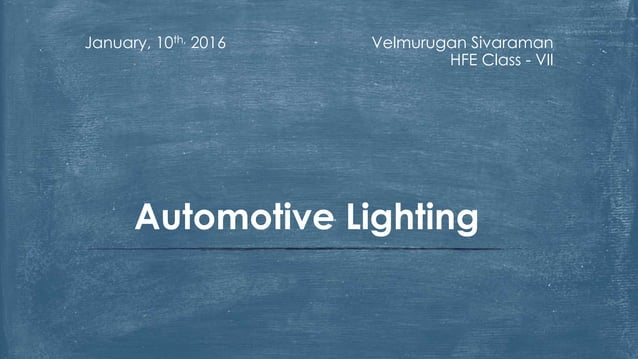 January, 10th, 2016
Velmurugan Sivaraman
HFE Class - VII
Automotive Lighting